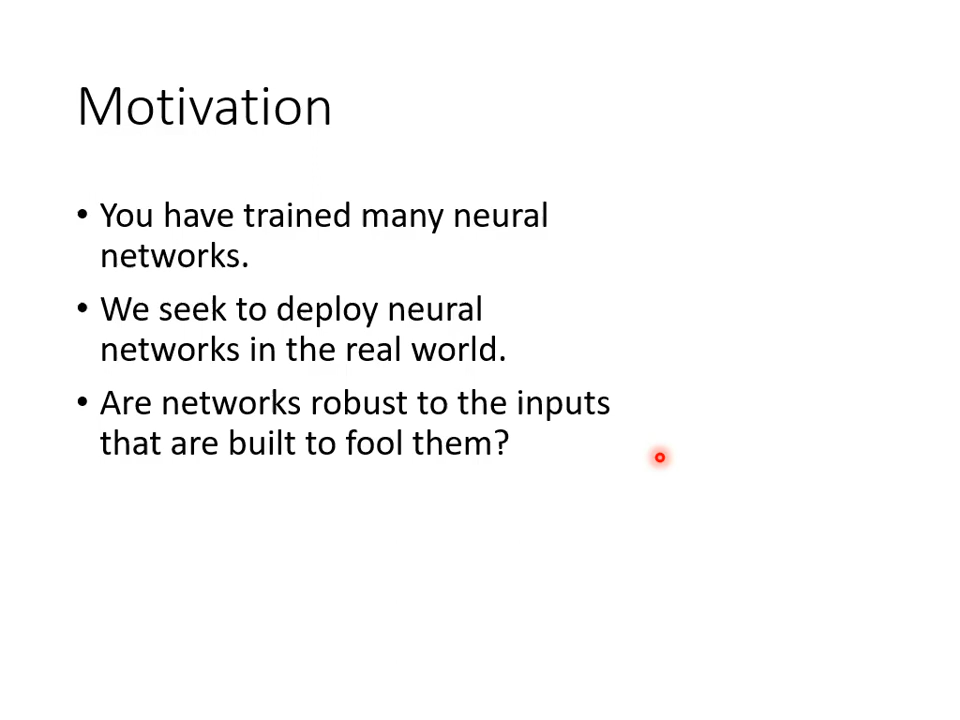 Motivation
• You have trained many neural
networks.
• We seek to deploy neural
networks in the real world.
• Are networks robust to the inputs
that are built to fool them?